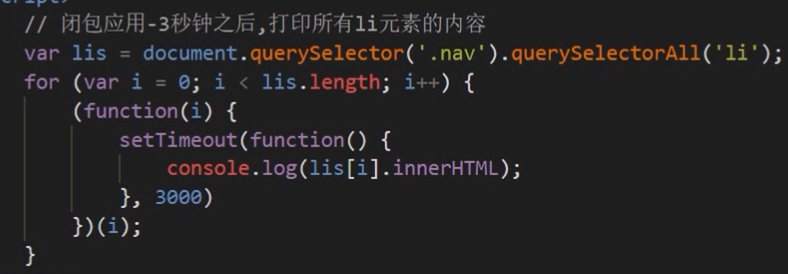 cript>
// 闭包应用-3秒钟之后,打印所有li元素的内容
var lis = document.querySelector('.nav').querySelectorAll('li');
for (var i = 0; i < lis.length; i++) {
(function(i) {
setTimeout(function() {
console.log(lis[i].innerHTML);
}, 3000)
})(i);
}